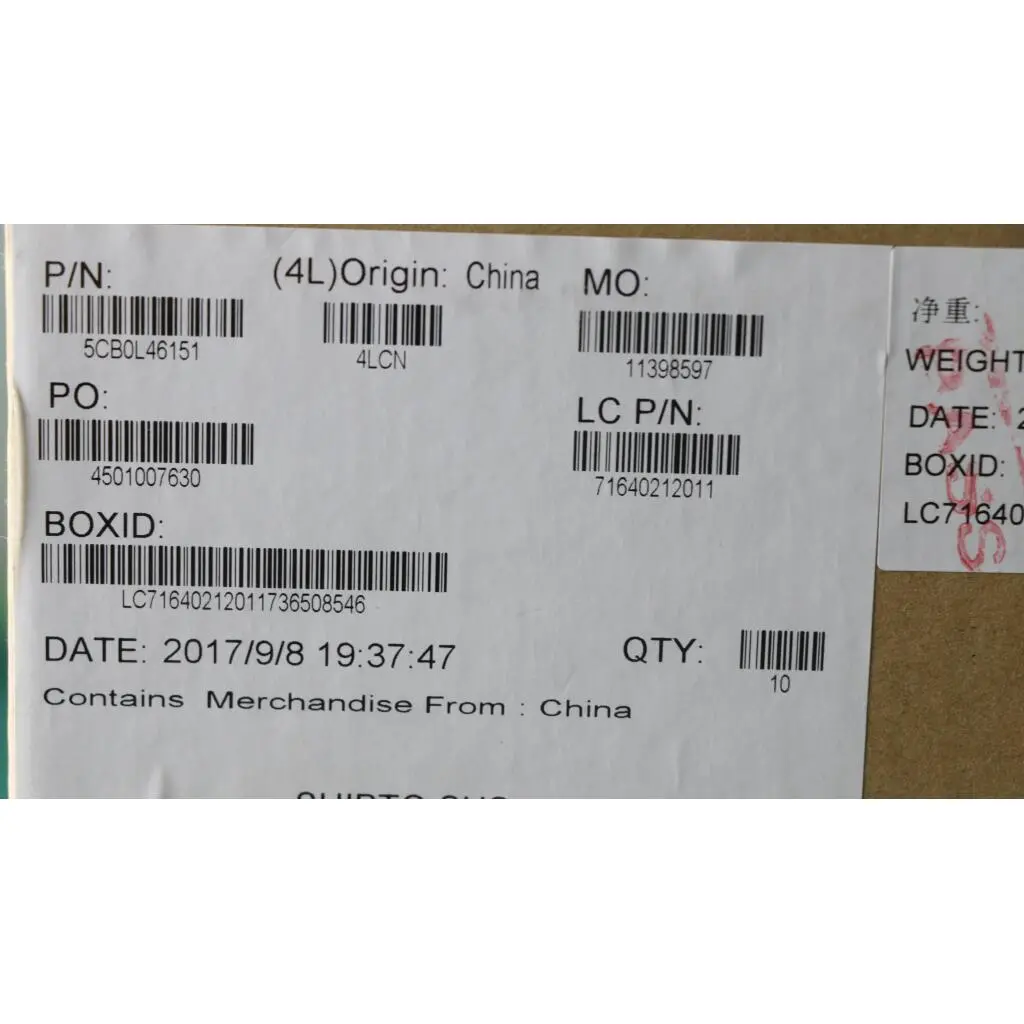 P/N: (4L)Origin: China MO:
5CB0L46151 4LCN 11398597
PO: LC P/N:
4501007630 71640212011
BOXID:
LC71640212011736508546
DATE: 2017/9/8 19:37:47 QTY:
10
Contains Merchandise From : China
净重:
WEIGHT
DATE: 2
BOXID:
LC71640